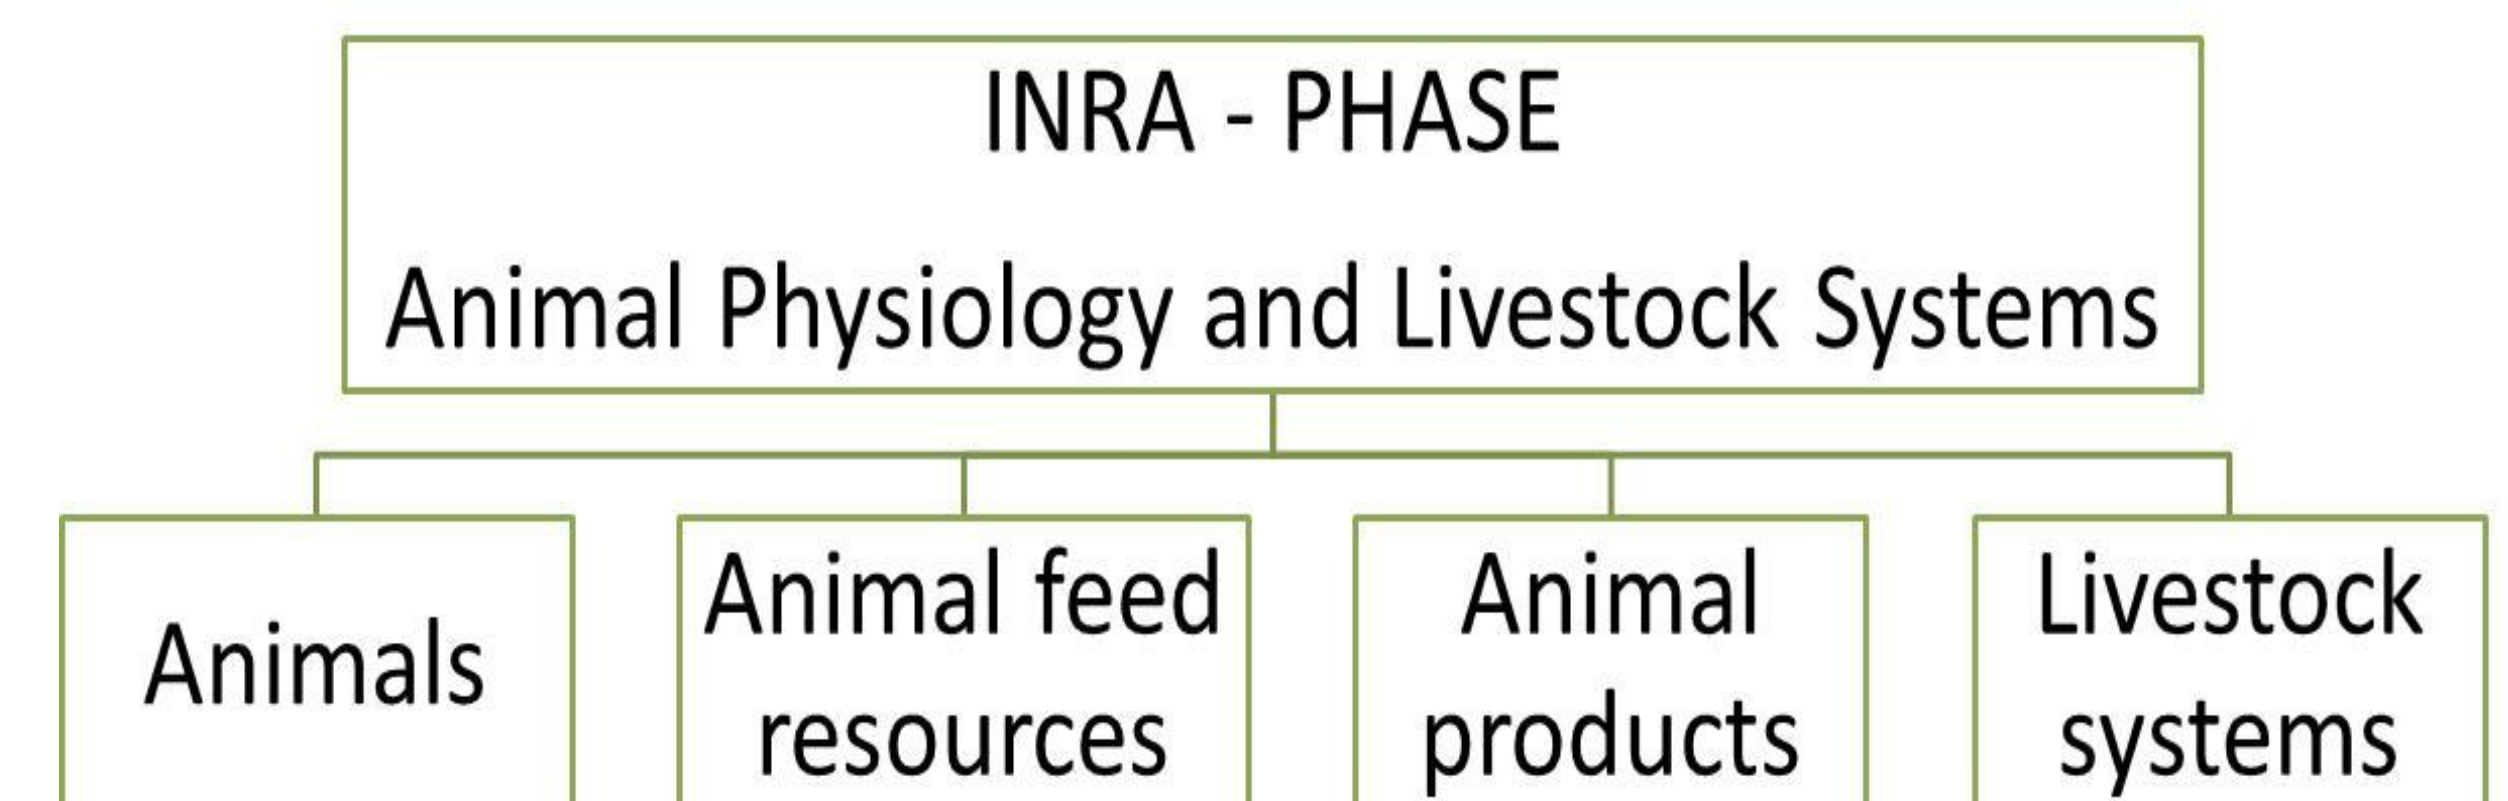 INRA - PHASE
Animal Physiology and Livestock Systems
Animals
Animal feed
resources
Animal
products
Livestock
systems